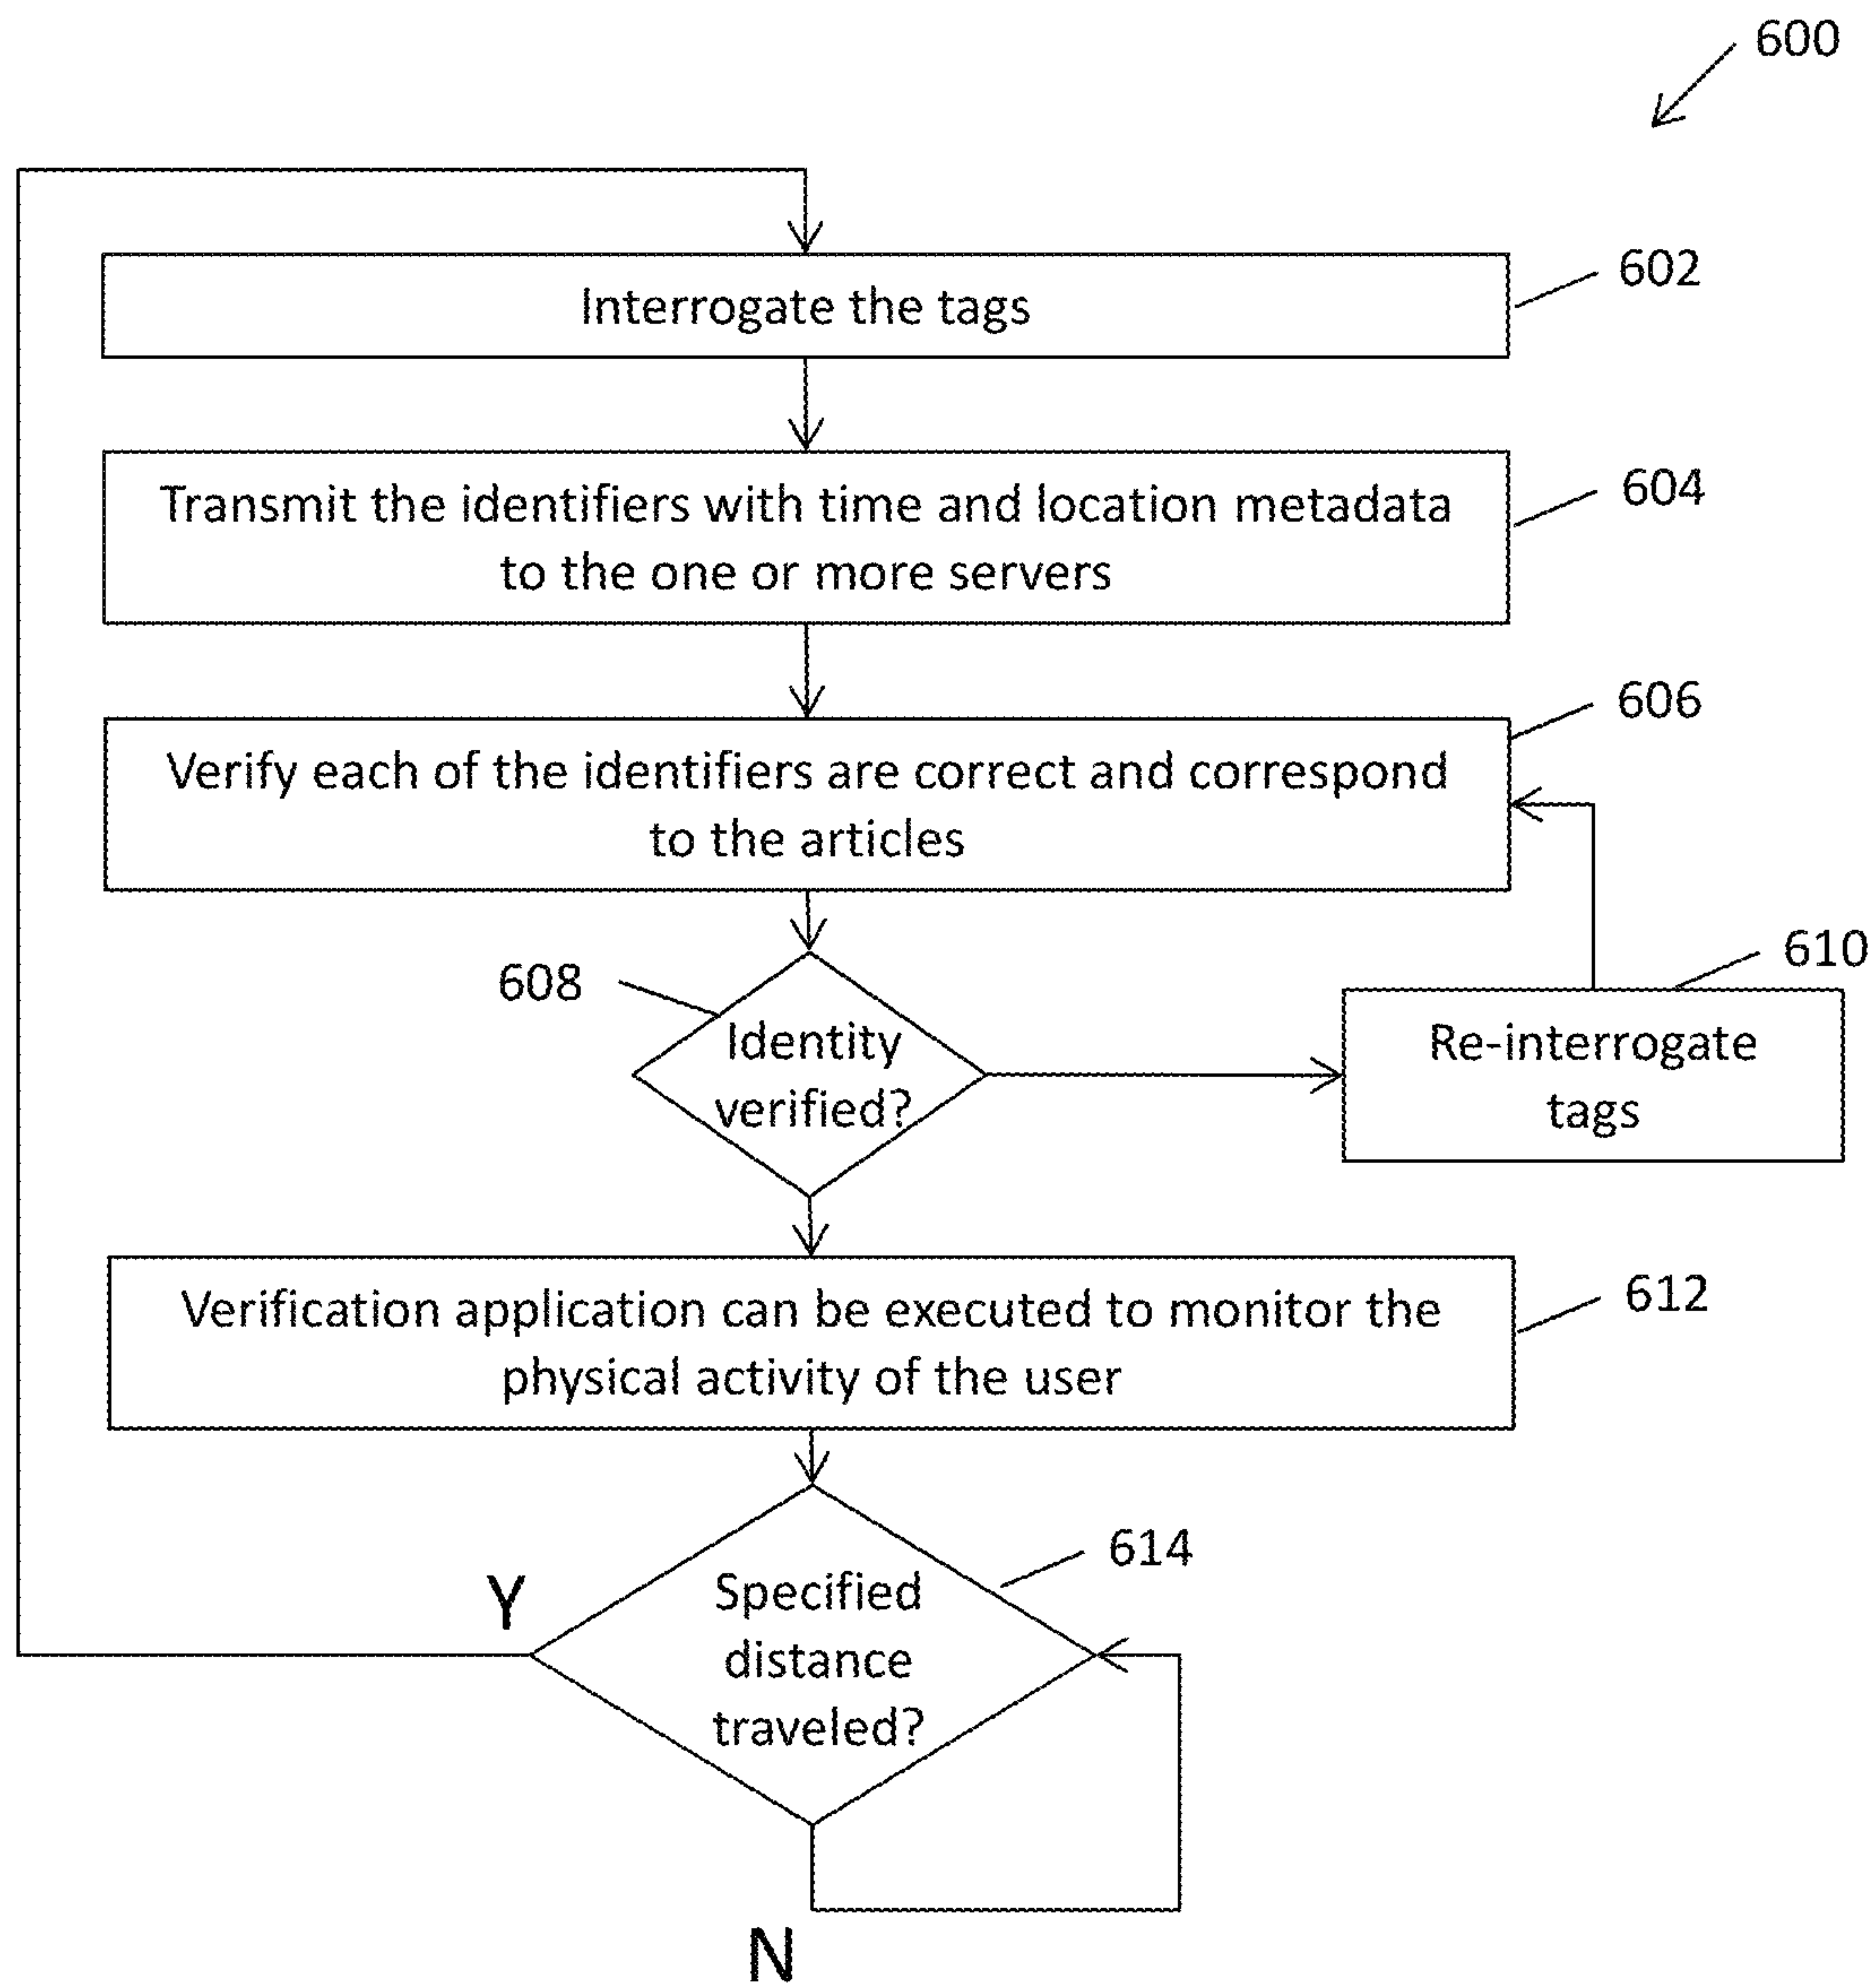 600
Interrogate the tags
602
Transmit the identifiers with time and location metadata
to the one or more servers
604
Verify each of the identifiers are correct and correspond
to the articles
606
608
Identity
verified?
610
Re-interrogate
tags
Verification application can be executed to monitor the
physical activity of the user
612
614
Y
Specified
distance
traveled?
N